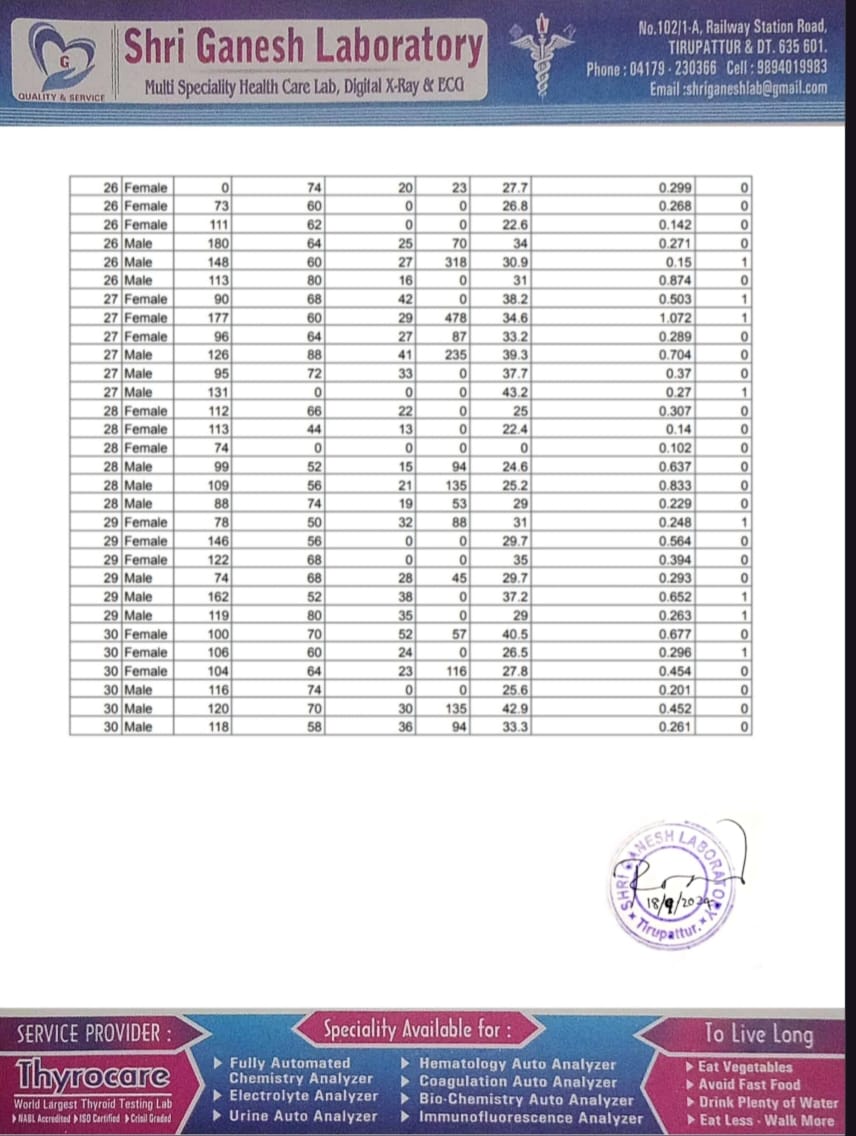 G
QUALITY & SERVICE
Shri Ganesh Laboratory
Multi Speciality Health Care Lab, Digital X-Ray & ECG
No.102/1-A, Railway Station Road,
TIRUPATTUR & DT. 635 601.
Phone : 04179 - 230366 Cell : 9894019983
Email :shriganeshlab@gmail.com
26 Female 0 74 20 23 27.7 0.299 0
26 Female 73 60 0 0 26.8 0.268 0
26 Female 111 62 0 0 22.6 0.142 0
26 Male 180 64 25 70 34 0.271 0
26 Male 148 60 27 318 30.9 0.15 1
26 Male 113 80 16 0 31 0.874 0
27 Female 90 68 42 0 38.2 0.503 1
27 Female 177 60 29 478 34.6 1.072 1
27 Female 96 64 27 87 33.2 0.289 0
27 Male 126 88 41 235 39.3 0.704 0
27 Male 95 72 33 0 37.7 0.37 0
27 Male 131 0 0 0 43.2 0.27 1
28 Female 112 66 22 0 25 0.307 0
28 Female 113 44 13 0 22.4 0.14 0
28 Female 74 0 0 0 0 0.102 0
28 Male 99 52 15 94 24.6 0.637 0
28 Male 109 56 21 135 25.2 0.833 0
28 Male 88 74 19 53 29 0.229 0
29 Female 78 50 32 88 31 0.248 1
29 Female 146 56 0 0 29.7 0.564 0
29 Female 122 68 0 0 35 0.394 0
29 Male 74 68 28 45 29.7 0.293 0
29 Male 162 52 38 0 37.2 0.652 1
29 Male 119 80 35 0 29 0.263 1
30 Female 100 70 52 57 40.5 0.677 0
30 Female 106 60 24 0 26.5 0.296 1
30 Female 104 64 23 116 27.8 0.454 0
30 Male 116 74 0 0 25.6 0.201 0
30 Male 120 70 30 135 42.9 0.452 0
30 Male 118 58 36 94 33.3 0.261 0
SHRI GANESH LABORATORY
18/9/2024
Tirupattur.
SERVICE PROVIDER :
Thyrocare
World Largest Thyroid Testing Lab
NABL Accredited ISO Certified Crisil Graded
Speciality Available for :
Fully Automated
Chemistry Analyzer
Electrolyte Analyzer
Urine Auto Analyzer
Hematology Auto Analyzer
Coagulation Auto Analyzer
Bio-Chemistry Auto Analyzer
Immunofluorescence Analyzer
To Live Long
Eat Vegetables
Avoid Fast Food
Drink Plenty of Water
Eat Less - Walk More